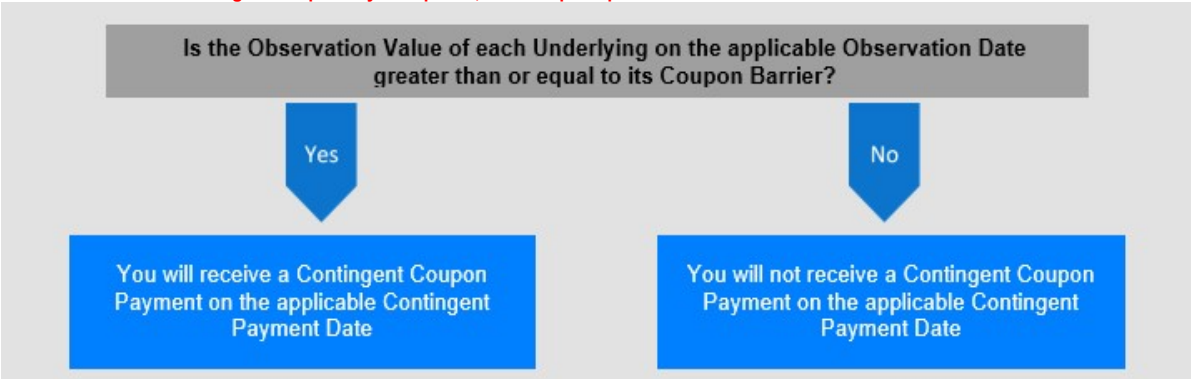 Is the Observation Value of each Underlying on the applicable Observation Date
greater than or equal to its Coupon Barrier?
Yes
No
You will receive a Contingent Coupon
Payment on the applicable Contingent
Payment Date
You will not receive a Contingent Coupon
Payment on the applicable Contingent
Payment Date